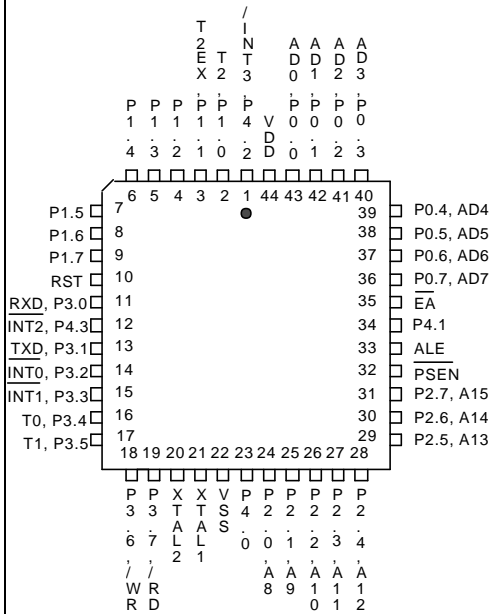 P1.4
P1.3
P1.2
T2EX, P1.1
T2, P1.0
/INT3, P4.2
VDD
AD0, P0.0
AD1, P0.1
AD2, P0.2
AD3, P0.3
6 5 4 3 2 1 44 43 42 41 40
P1.5 7
P1.6 8
P1.7 9
RST 10
RXD, P3.0 11
INT2, P4.3 12
TXD, P3.1 13
INT0, P3.2 14
INT1, P3.3 15
T0, P3.4 16
T1, P3.5 17
39 P0.4, AD4
38 P0.5, AD5
37 P0.6, AD6
36 P0.7, AD7
35 EA
34 P4.1
33 ALE
32 PSEN
31 P2.7, A15
30 P2.6, A14
29 P2.5, A13
18 19 20 21 22 23 24 25 26 27 28
P3.6, /WR
P3.7, /RD
XTAL2
XTAL1
VSS
P4.0
P2.0, A8
P2.1, A9
P2.2, A10
P2.3, A11
P2.4, A12